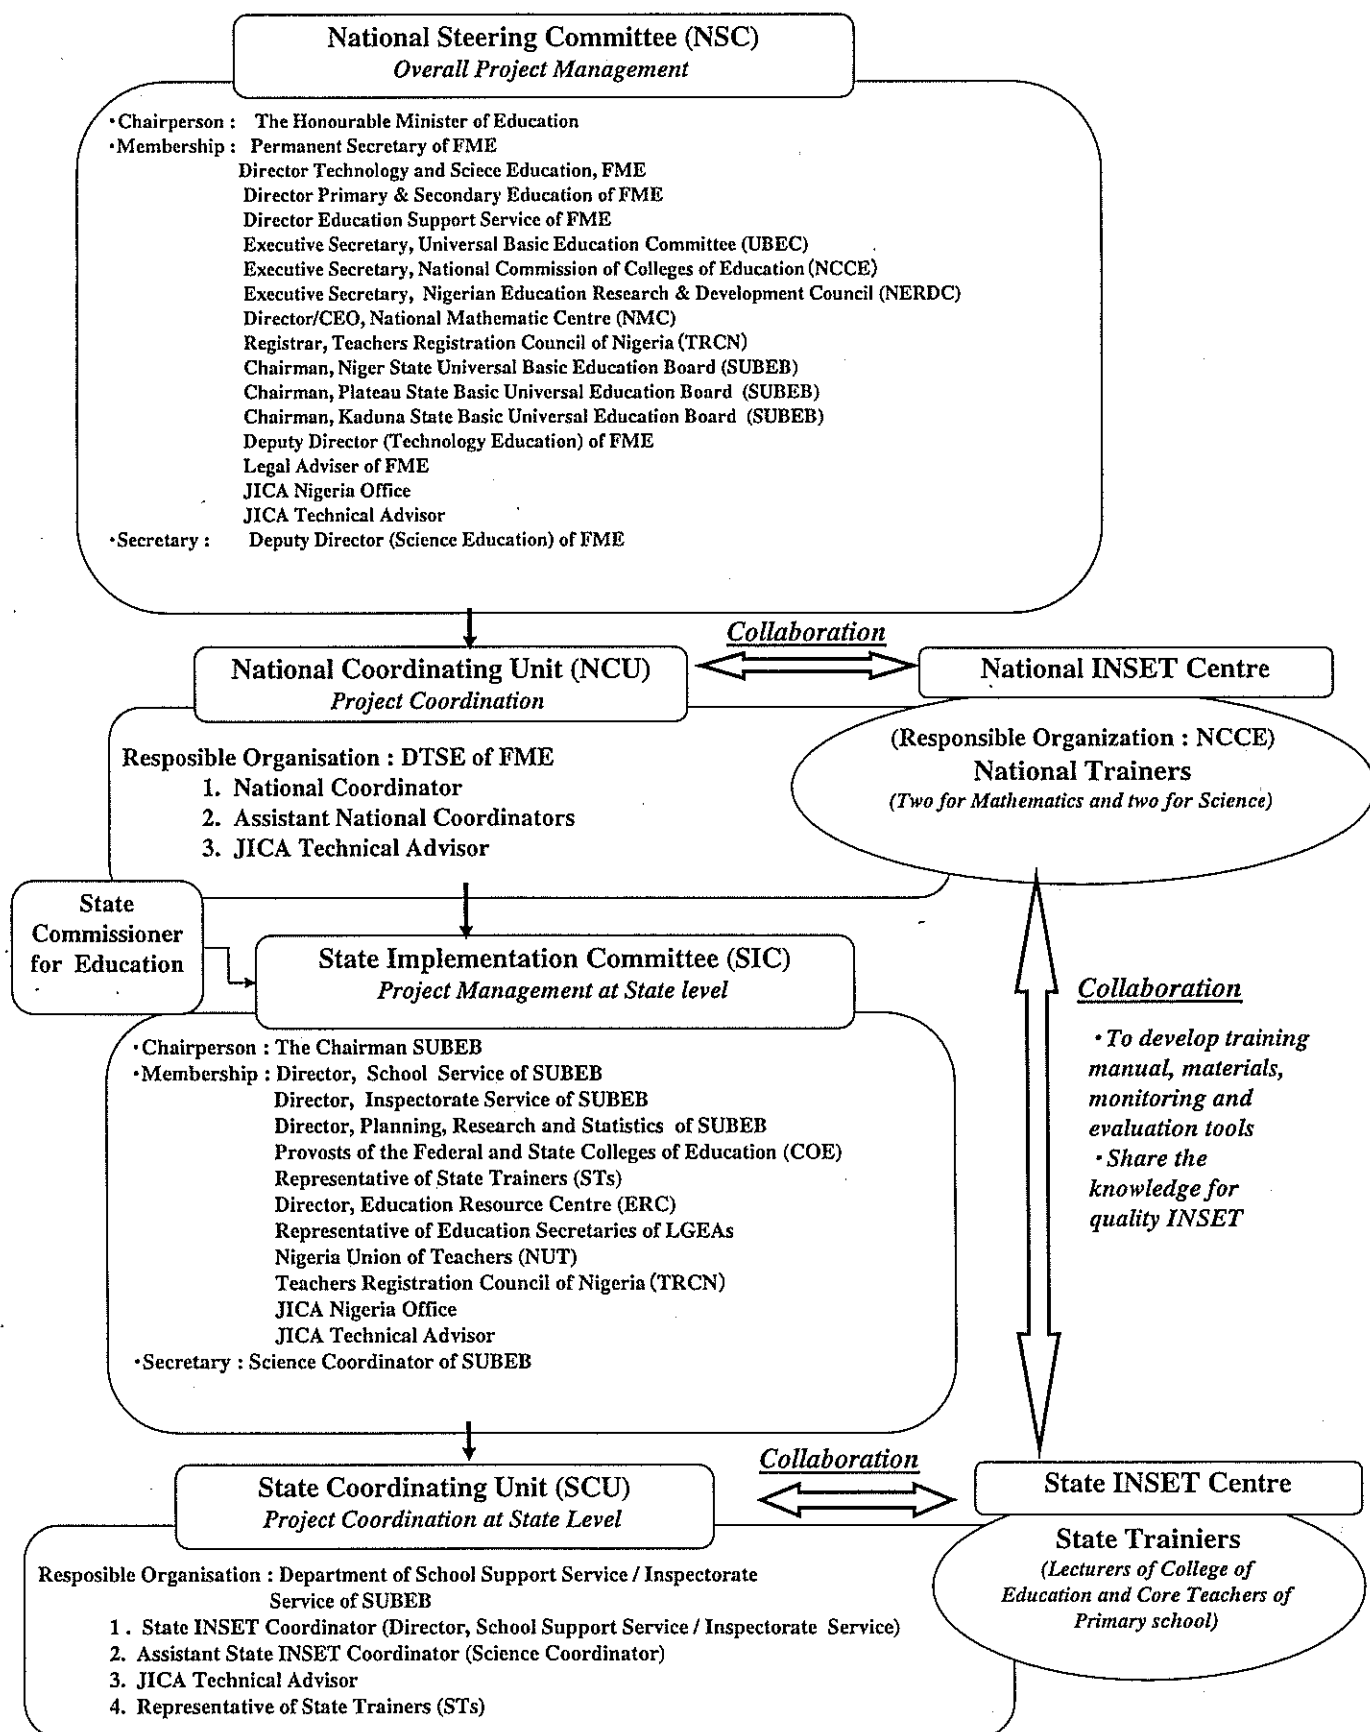 National Steering Committee (NSC)
Overall Project Management
・Chairperson : The Honourable Minister of Education
・Membership : Permanent Secretary of FME
Director Technology and Sciece Education, FME
Director Primary & Secondary Education of FME
Director Education Support Service of FME
Executive Secretary, Universal Basic Education Committee (UBEC)
Executive Secretary, National Commission of Colleges of Education (NCCE)
Executive Secretary, Nigerian Education Research & Development Council (NERDC)
Director/CEO, National Mathematic Centre (NMC)
Registrar, Teachers Registration Council of Nigeria (TRCN)
Chairman, Niger State Universal Basic Education Board (SUBEB)
Chairman, Plateau State Basic Universal Education Board (SUBEB)
Chairman, Kaduna State Basic Universal Education Board (SUBEB)
Deputy Director (Technology Education) of FME
Legal Adviser of FME
JICA Nigeria Office
JICA Technical Advisor
・Secretary : Deputy Director (Science Education) of FME
Collaboration
National Coordinating Unit (NCU)
Project Coordination
National INSET Centre
Resposible Organisation : DTSE of FME
1. National Coordinator
2. Assistant National Coordinators
3. JICA Technical Advisor
(Responsible Organization : NCCE)
National Trainers
(Two for Mathematics and two for Science)
State
Commissioner
for Education
State Implementation Committee (SIC)
Project Management at State level
・Chairperson : The Chairman SUBEB
・Membership : Director, School Service of SUBEB
Director, Inspectorate Service of SUBEB
Director, Planning, Research and Statistics of SUBEB
Provosts of the Federal and State Colleges of Education (COE)
Representative of State Trainers (STs)
Director, Education Resource Centre (ERC)
Representative of Education Secretaries of LGEAs
Nigeria Union of Teachers (NUT)
Teachers Registration Council of Nigeria (TRCN)
JICA Nigeria Office
JICA Technical Advisor
・Secretary : Science Coordinator of SUBEB
Collaboration
・To develop training
manual, materials,
monitoring and
evaluation tools
・Share the
knowledge for
quality INSET
Collaboration
State Coordinating Unit (SCU)
Project Coordination at State Level
State INSET Centre
Resposible Organisation : Department of School Support Service / Inspectorate
Service of SUBEB
1 . State INSET Coordinator (Director, School Support Service / Inspectorate Service)
2. Assistant State INSET Coordinator (Science Coordinator)
3. JICA Technical Advisor
4. Representative of State Trainers (STs)
State Trainiers
(Lecturers of College of
Education and Core Teachers of
Primary school)